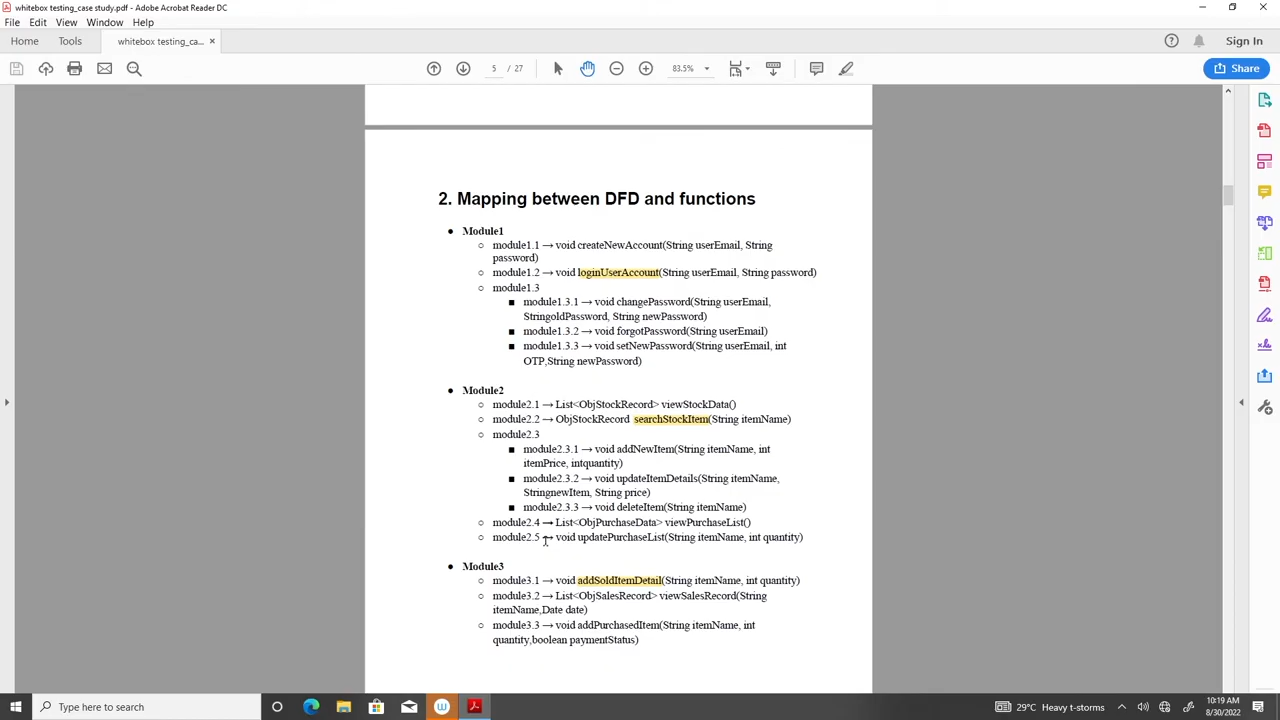 whitebox testing_case study.pdf - Adobe Acrobat Reader DC
File Edit View Window Help
Home Tools whitebox testing_ca... × Sign In
5 / 27 83.5% Share
2. Mapping between DFD and functions
● Module1
○ module1.1 → void createNewAccount(String userEmail, String
password)
○ module1.2 → void loginUserAccount(String userEmail, String password)
○ module1.3
■ module1.3.1 → void changePassword(String userEmail,
StringoldPassword, String newPassword)
■ module1.3.2 → void forgotPassword(String userEmail)
■ module1.3.3 → void setNewPassword(String userEmail, int
OTP,String newPassword)
● Module2
○ module2.1 → List<ObjStockRecord> viewStockData()
○ module2.2 → ObjStockRecord searchStockItem(String itemName)
○ module2.3
■ module2.3.1 → void addNewItem(String itemName, int
itemPrice, intquantity)
■ module2.3.2 → void updateItemDetails(String itemName,
StringnewItem, String price)
■ module2.3.3 → void deleteItem(String itemName)
○ module2.4 → List<ObjPurchaseData> viewPurchaseList()
○ module2.5 → void updatePurchaseList(String itemName, int quantity)
● Module3
○ module3.1 → void addSoldItemDetail(String itemName, int quantity)
○ module3.2 → List<ObjSalesRecord> viewSalesRecord(String
itemName,Date date)
○ module3.3 → void addPurchasedItem(String itemName, int
quantity,boolean paymentStatus)
Type here to search 29°C Heavy t-storms 10:19 AM
8/30/2022